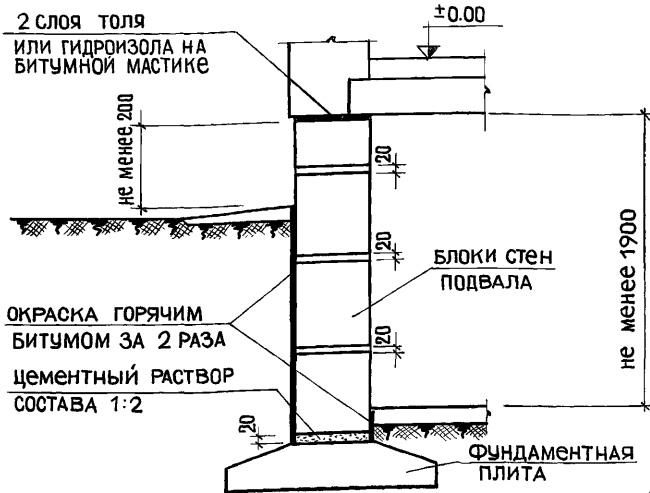 2 СЛОЯ ТОЛЯ
ИЛИ ГИДРОИЗОЛА НА
БИТУМНОЙ МАСТИКЕ
±0.00
не менее 200
20
20
20
БЛОКИ СТЕН
ПОДВАЛА
не менее 1900
ОКРАСКА ГОРЯЧИМ
БИТУМОМ ЗА 2 РАЗА
ЦЕМЕНТНЫЙ РАСТВОР
СОСТАВА 1:2
20
ФУНДАМЕНТНАЯ
ПЛИТА